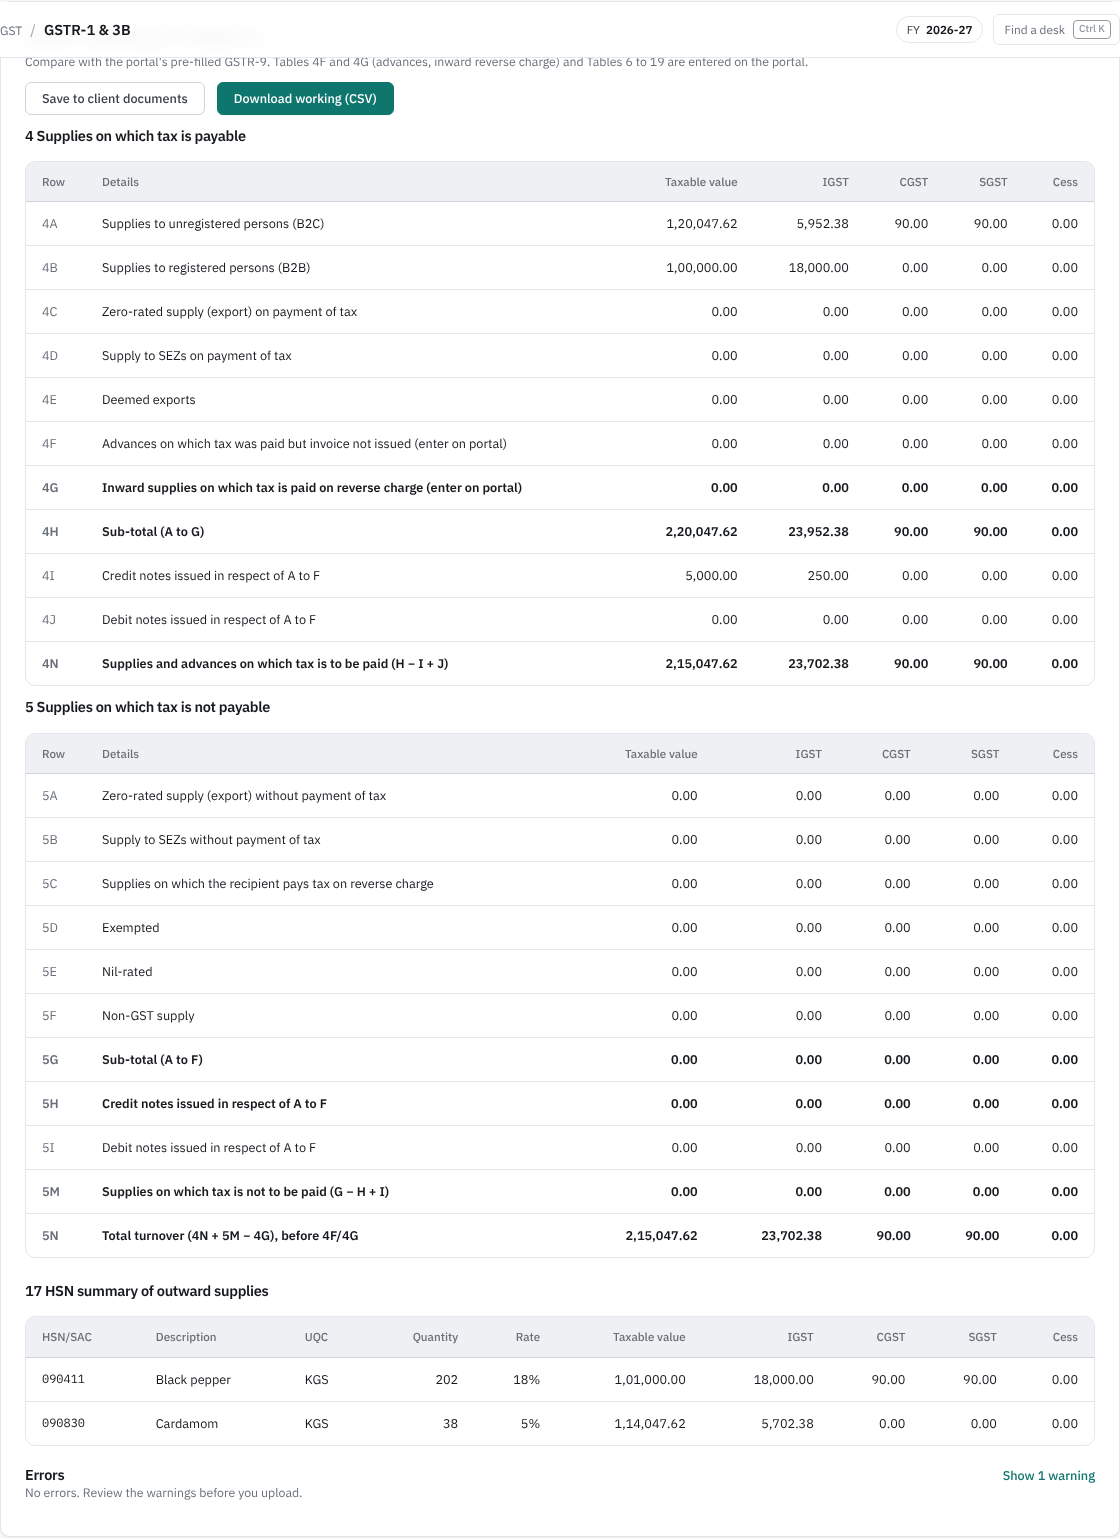 GST / GSTR-1 & 3B
FY 2026-27
Find a desk Ctrl K
Compare with the portal's pre-filled GSTR-9. Tables 4F and 4G (advances, inward reverse charge) and Tables 6 to 19 are entered on the portal.
Save to client documents
Download working (CSV)
4 Supplies on which tax is payable
Row Details Taxable value IGST CGST SGST Cess
4A Supplies to unregistered persons (B2C) 1,20,047.62 5,952.38 90.00 90.00 0.00
4B Supplies to registered persons (B2B) 1,00,000.00 18,000.00 0.00 0.00 0.00
4C Zero-rated supply (export) on payment of tax 0.00 0.00 0.00 0.00 0.00
4D Supply to SEZs on payment of tax 0.00 0.00 0.00 0.00 0.00
4E Deemed exports 0.00 0.00 0.00 0.00 0.00
4F Advances on which tax was paid but invoice not issued (enter on portal) 0.00 0.00 0.00 0.00 0.00
4G Inward supplies on which tax is paid on reverse charge (enter on portal) 0.00 0.00 0.00 0.00 0.00
4H Sub-total (A to G) 2,20,047.62 23,952.38 90.00 90.00 0.00
4I Credit notes issued in respect of A to F 5,000.00 250.00 0.00 0.00 0.00
4J Debit notes issued in respect of A to F 0.00 0.00 0.00 0.00 0.00
4N Supplies and advances on which tax is to be paid (H − I + J) 2,15,047.62 23,702.38 90.00 90.00 0.00
5 Supplies on which tax is not payable
Row Details Taxable value IGST CGST SGST Cess
5A Zero-rated supply (export) without payment of tax 0.00 0.00 0.00 0.00 0.00
5B Supply to SEZs without payment of tax 0.00 0.00 0.00 0.00 0.00
5C Supplies on which the recipient pays tax on reverse charge 0.00 0.00 0.00 0.00 0.00
5D Exempted 0.00 0.00 0.00 0.00 0.00
5E Nil-rated 0.00 0.00 0.00 0.00 0.00
5F Non-GST supply 0.00 0.00 0.00 0.00 0.00
5G Sub-total (A to F) 0.00 0.00 0.00 0.00 0.00
5H Credit notes issued in respect of A to F 0.00 0.00 0.00 0.00 0.00
5I Debit notes issued in respect of A to F 0.00 0.00 0.00 0.00 0.00
5M Supplies on which tax is not to be paid (G − H + I) 0.00 0.00 0.00 0.00 0.00
5N Total turnover (4N + 5M − 4G), before 4F/4G 2,15,047.62 23,702.38 90.00 90.00 0.00
17 HSN summary of outward supplies
HSN/SAC Description UQC Quantity Rate Taxable value IGST CGST SGST Cess
090411 Black pepper KGS 202 18% 1,01,000.00 18,000.00 90.00 90.00 0.00
090830 Cardamom KGS 38 5% 1,14,047.62 5,702.38 0.00 0.00 0.00
Errors
Show 1 warning
No errors. Review the warnings before you upload.